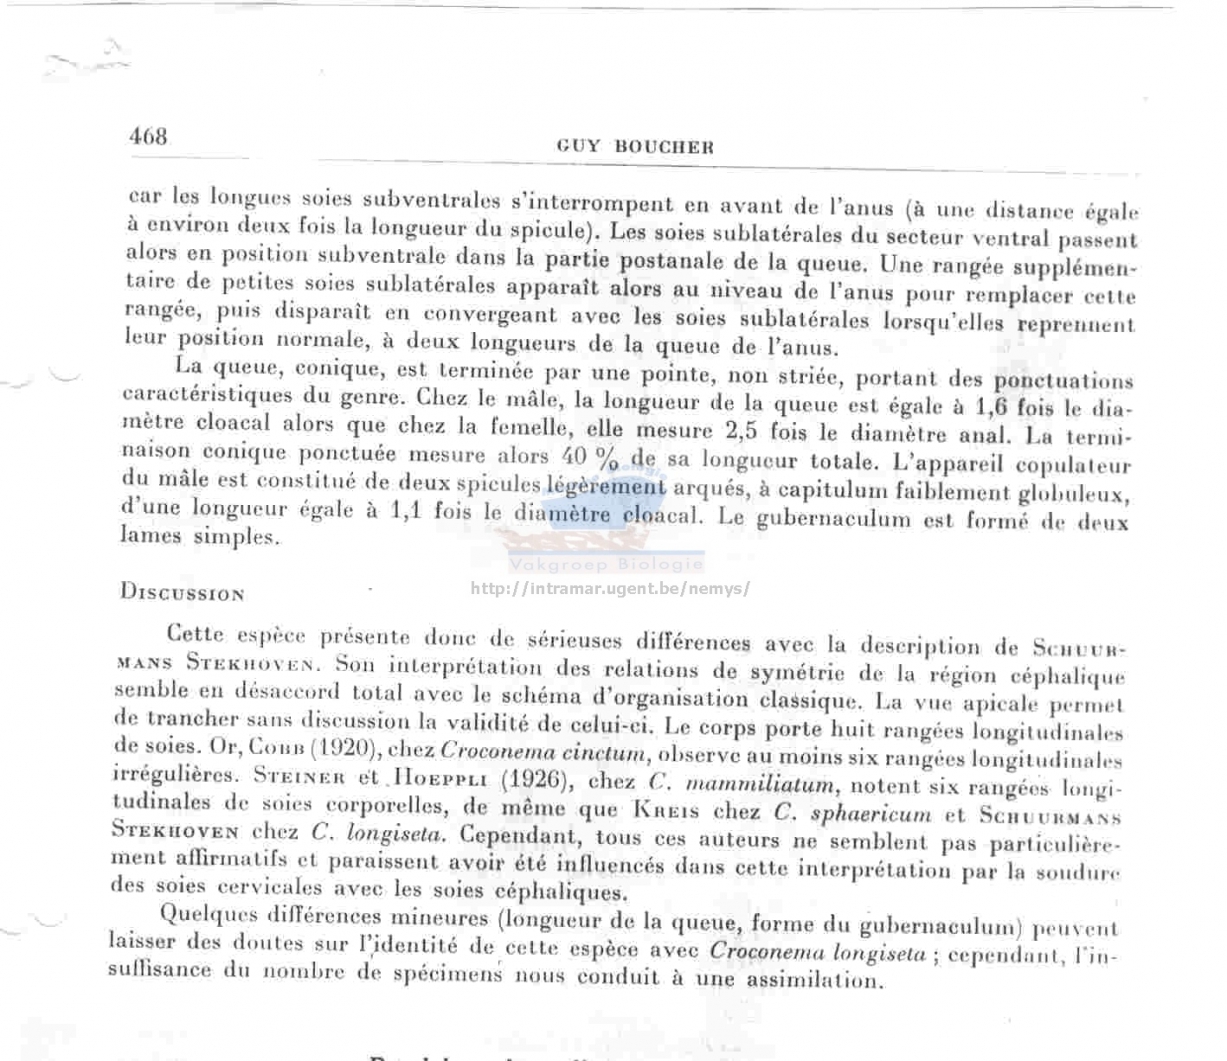 468
GUY BOUCHER
car les longues soies subventrales s'interrompent en avant de l'anus (à une distance égale
à environ deux fois la longueur du spicule). Les soies sublatérales du secteur ventral passent
alors en position subventrale dans la partie postanale de la queue. Une rangée supplémen-
taire de petites soies sublatérales apparaît alors au niveau de l'anus pour remplacer cette
rangée, puis disparaît en convergeant avec les soies sublatérales lorsqu'elles reprennent
leur position normale, à deux longueurs de la queue de l'anus.
La queue, conique, est terminée par une pointe, non striée, portant des ponctuations
caractéristiques du genre. Chez le mâle, la longueur de la queue est égale à 1,6 fois le dia-
mètre cloacal alors que chez la femelle, elle mesure 2,5 fois le diamètre anal. La termi-
naison conique ponctuée mesure alors 40 % de sa longueur totale. L'appareil copulateur
du mâle est constitué de deux spicules légèrement arqués, à capitulum faiblement globuleux,
d'une longueur égale à 1,1 fois le diamètre cloacal. Le gubernaculum est formé de deux
lames simples.
Vakgroep Biologie
http://intramar.ugent.be/nemys/
DISCUSSION
Cette espèce présente donc de sérieuses différences avec la description de SCHUUR-
MANS STEKHOVEN. Son interprétation des relations de symétrie de la région céphalique
semble en désaccord total avec le schéma d'organisation classique. La vue apicale permet
de trancher sans discussion la validité de celui-ci. Le corps porte huit rangées longitudinales
de soies. Or, COBB (1920), chez Croconema cinctum, observe au moins six rangées longitudinales
irrégulières. STEINER et HOEPPLI (1926), chez C. mammiliatum, notent six rangées longi-
tudinales de soies corporelles, de même que KREIS chez C. sphaericum et SCHUURMANS
STEKHOVEN chez C. longiseta. Cependant, tous ces auteurs ne semblent pas particulière-
ment affirmatifs et paraissent avoir été influencés dans cette interprétation par la soudure
des soies cervicales avec les soies céphaliques.
Quelques différences mineures (longueur de la queue, forme du gubernaculum) peuvent
laisser des doutes sur l'identité de cette espèce avec Croconema longiseta ; cependant, l'in-
suffisance du nombre de spécimens nous conduit à une assimilation.